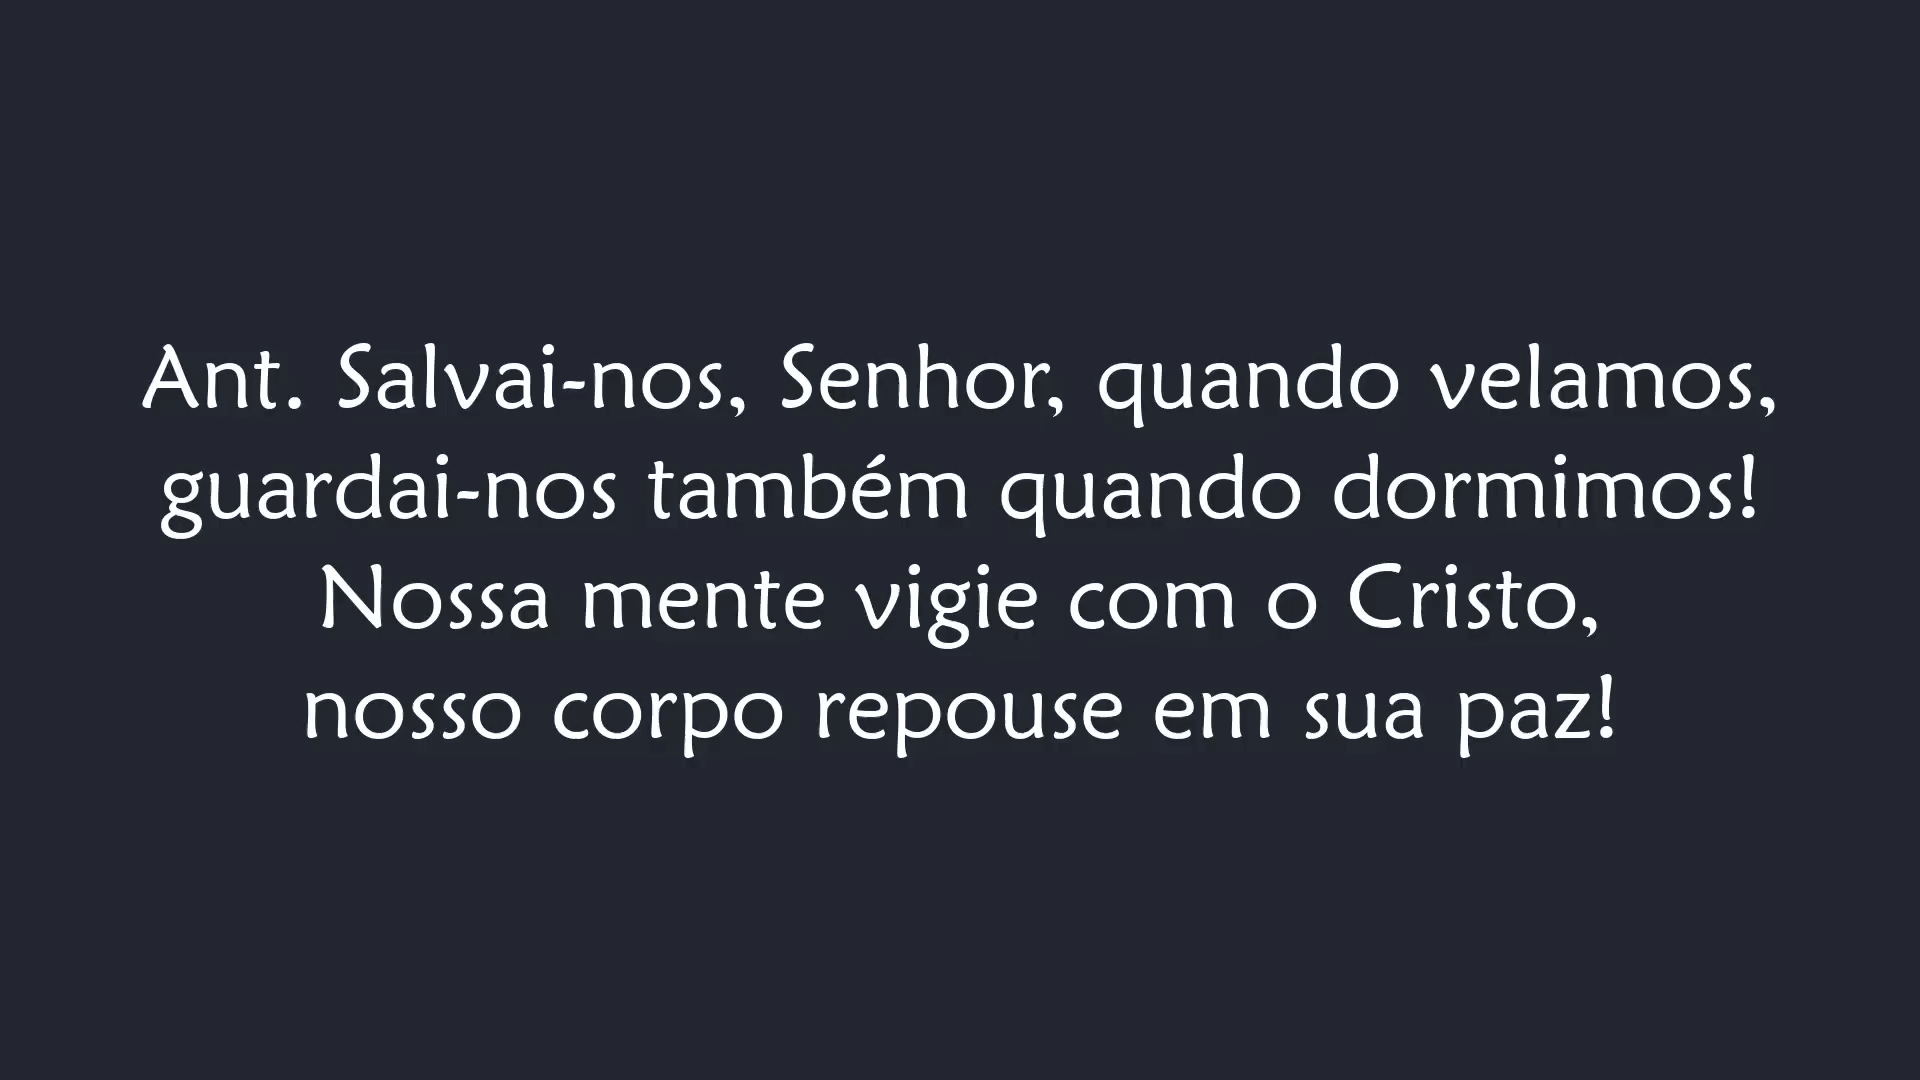 Ant. Salvai-nos, Senhor, quando velamos,
guardai-nos também quando dormimos!
Nossa mente vigie com o Cristo,
nosso corpo repouse em sua paz!